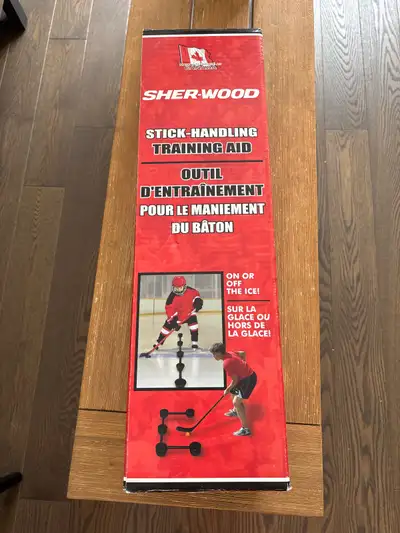 SHER-WOOD
STICK-HANDLING
TRAINING AID
OUTIL
D'ENTRAÎNEMENT
POUR LE MANIEMENT
DU BÂTON
ON OR
OFF
THE ICE!
SUR LA
GLACE OU
HORS DE
LA GLACE!